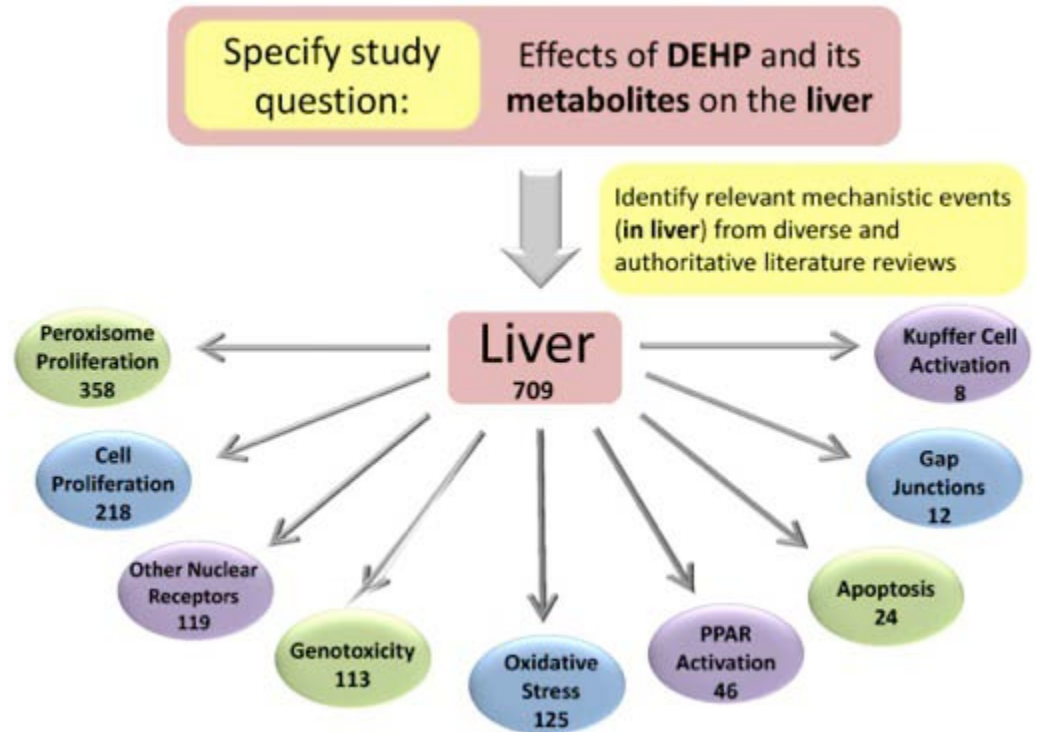 Specify study
question:
Effects of DEHP and its
metabolites on the liver
Identify relevant mechanistic events
(in liver) from diverse and
authoritative literature reviews
Liver
709
Peroxisome
Proliferation
358
Cell
Proliferation
218
Other Nuclear
Receptors
119
Genotoxicity
113
Oxidative
Stress
125
PPAR
Activation
46
Apoptosis
24
Gap
Junctions
12
Kupffer Cell
Activation
8